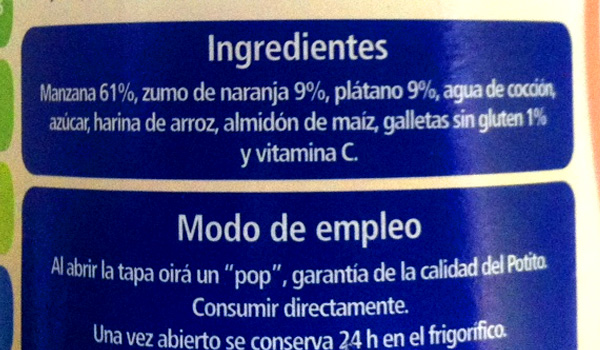 Ingredientes
Manzana 61%, zumo de naranja 9%, plátano 9%, agua de cocción,
azúcar, harina de arroz, almidón de maíz, galletas sin gluten 1%
y vitamina C.
Modo de empleo
Al abrir la tapa oirá un "pop", garantía de la calidad del Potito.
Consumir directamente.
Una vez abierto se conserva 24 h en el frigorífico.